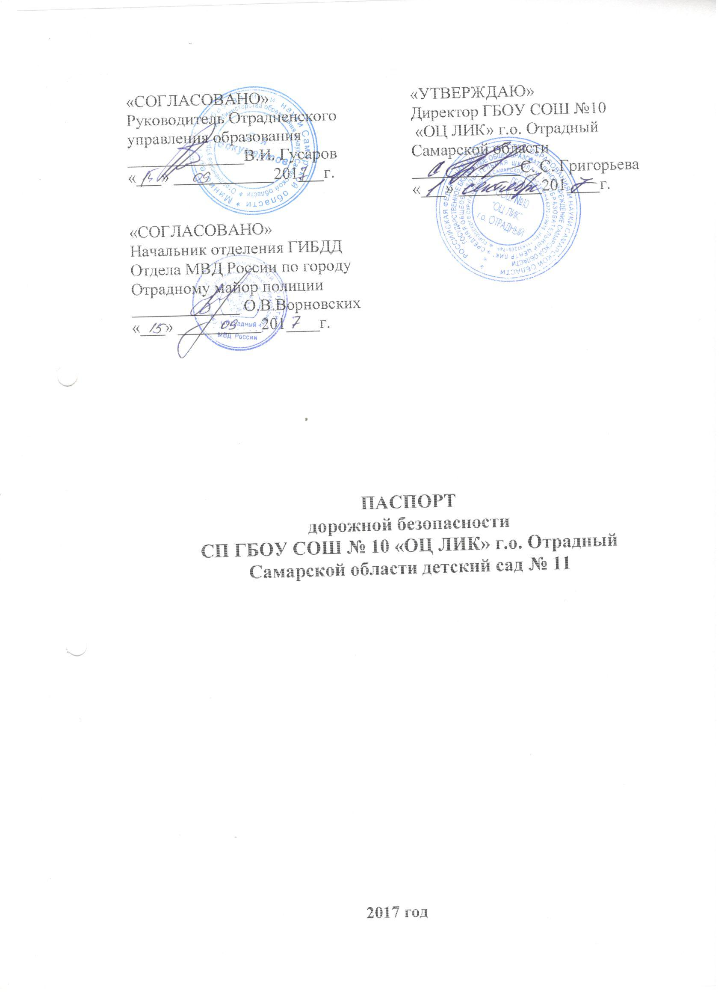 «СОГЛАСОВАНО»
Руководитель Отрадненского
управления образования
В.И. Гусаров
«15» 09 2017 г.
«УТВЕРЖДАЮ»
Директор ГБОУ СОШ №10
«ОЦ ЛИК» г.о. Отрадный
Самарской области
С. Григорьева
«1» сентября 2017 г.
СОШ №10
"ОЦ ЛИК"
г.о. ОТРАДНЫЙ
«СОГЛАСОВАНО»
Начальник отделения ГИБДД
Отдела МВД России по городу
Отрадному майор полиции
О.В.Ворновских
«15» 09 2017 г.
МВД России
ПАСПОРТ
дорожной безопасности
СП ГБОУ СОШ № 10 «ОЦ ЛИК» г.о. Отрадный
Самарской области детский сад № 11
2017 год